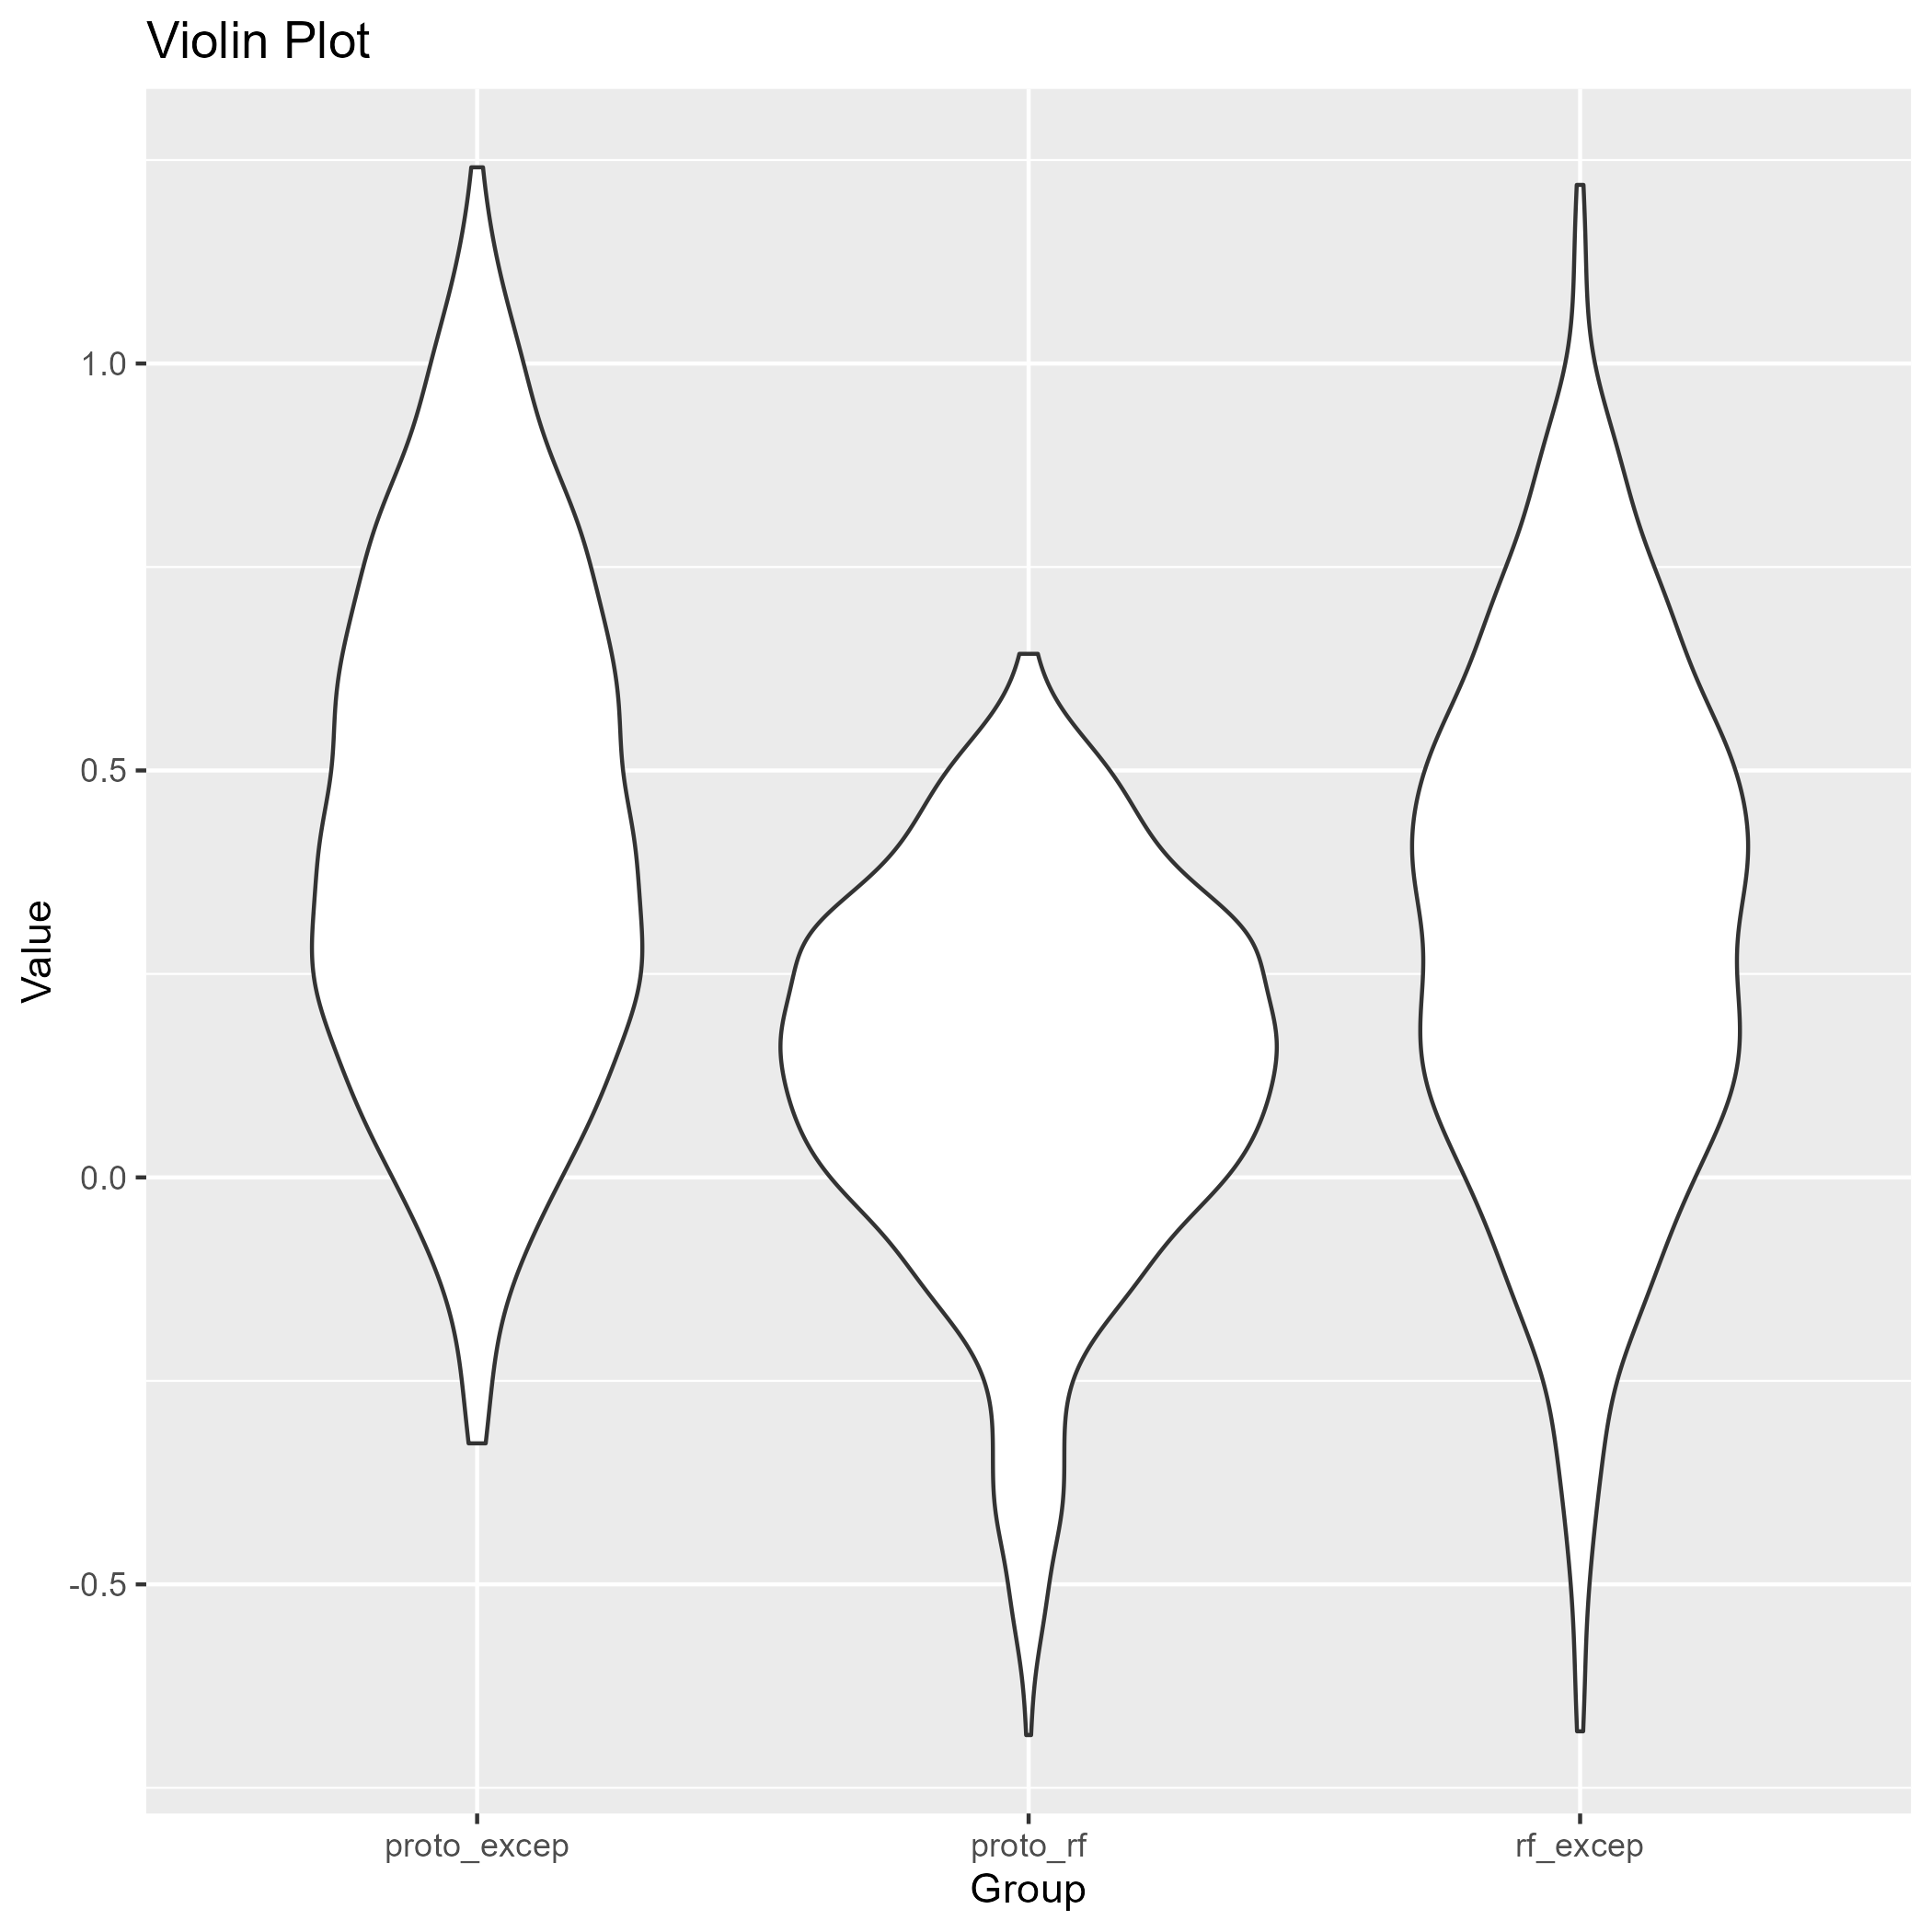 Violin Plot
Value
1.0
0.5
0.0
-0.5
proto_excep
proto_rf
rf_excep
Group